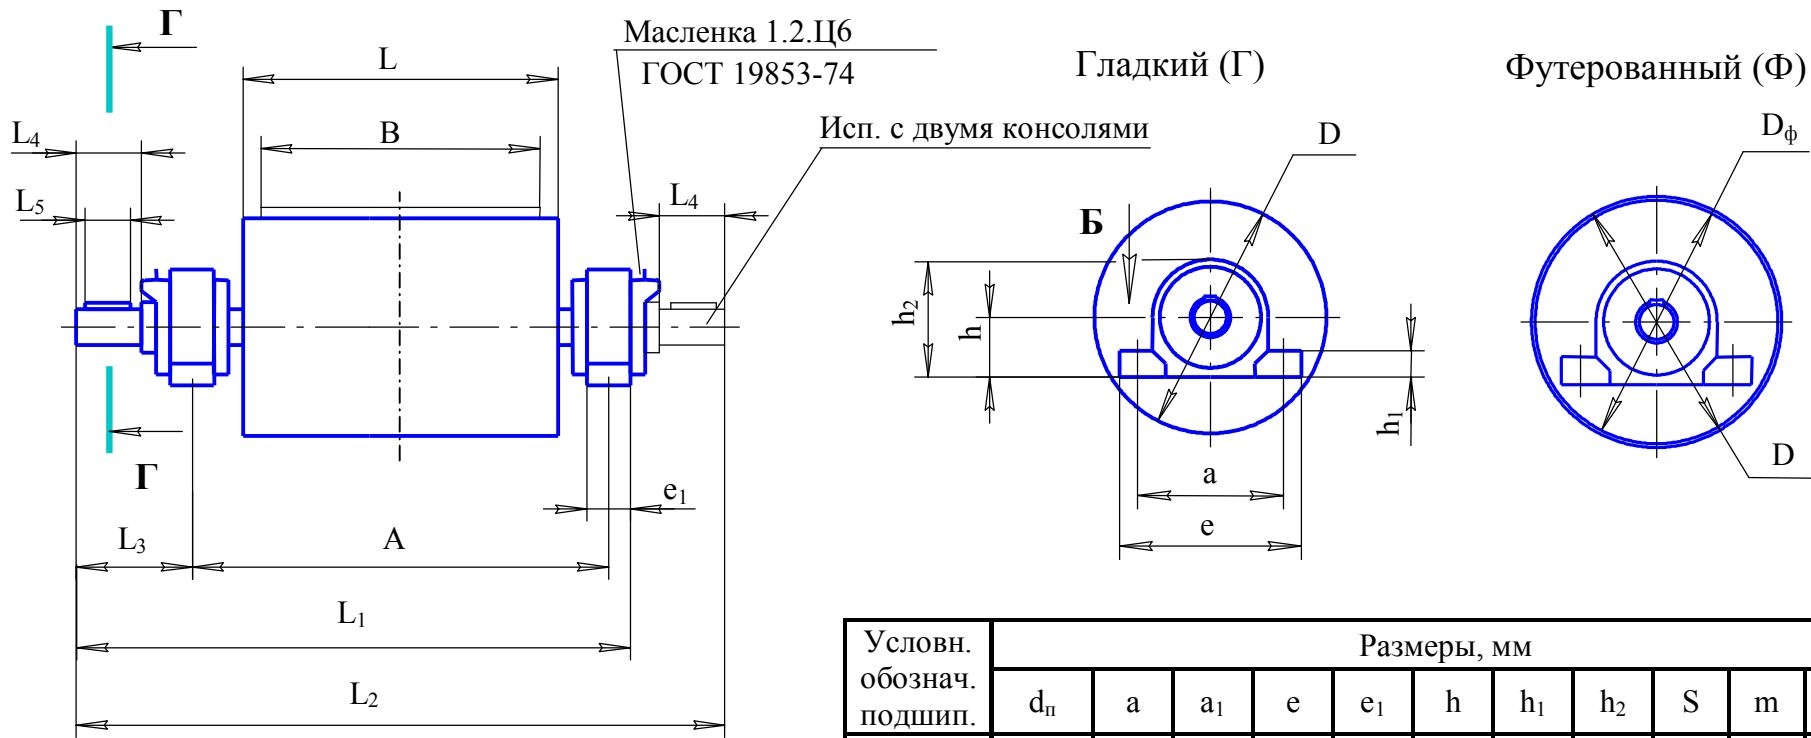 Г
Масленка 1.2.Ц6
ГОСТ 19853-74
L
Гладкий (Г)
Футерованный (Ф)
L4
B
Исп. с двумя консолями
D
Dф
L5
L4
Б
h2
h
h1
Г
e1
a
D
L3
A
e
L1
L2
Условн.
обознач.
подшип.
Размеры, мм
dп
a
a1
e
e1
h
h1
h2
S
m